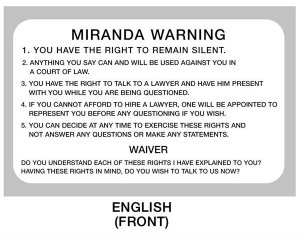 MIRANDA WARNING
1. YOU HAVE THE RIGHT TO REMAIN SILENT.
2. ANYTHING YOU SAY CAN AND WILL BE USED AGAINST YOU IN
A COURT OF LAW.
3. YOU HAVE THE RIGHT TO TALK TO A LAWYER AND HAVE HIM PRESENT
WITH YOU WHILE YOU ARE BEING QUESTIONED.
4. IF YOU CANNOT AFFORD TO HIRE A LAWYER, ONE WILL BE APPOINTED TO
REPRESENT YOU BEFORE ANY QUESTIONING IF YOU WISH.
5. YOU CAN DECIDE AT ANY TIME TO EXERCISE THESE RIGHTS AND
NOT ANSWER ANY QUESTIONS OR MAKE ANY STATEMENTS.
WAIVER
DO YOU UNDERSTAND EACH OF THESE RIGHTS I HAVE EXPLAINED TO YOU?
HAVING THESE RIGHTS IN MIND, DO YOU WISH TO TALK TO US NOW?
ENGLISH
(FRONT)